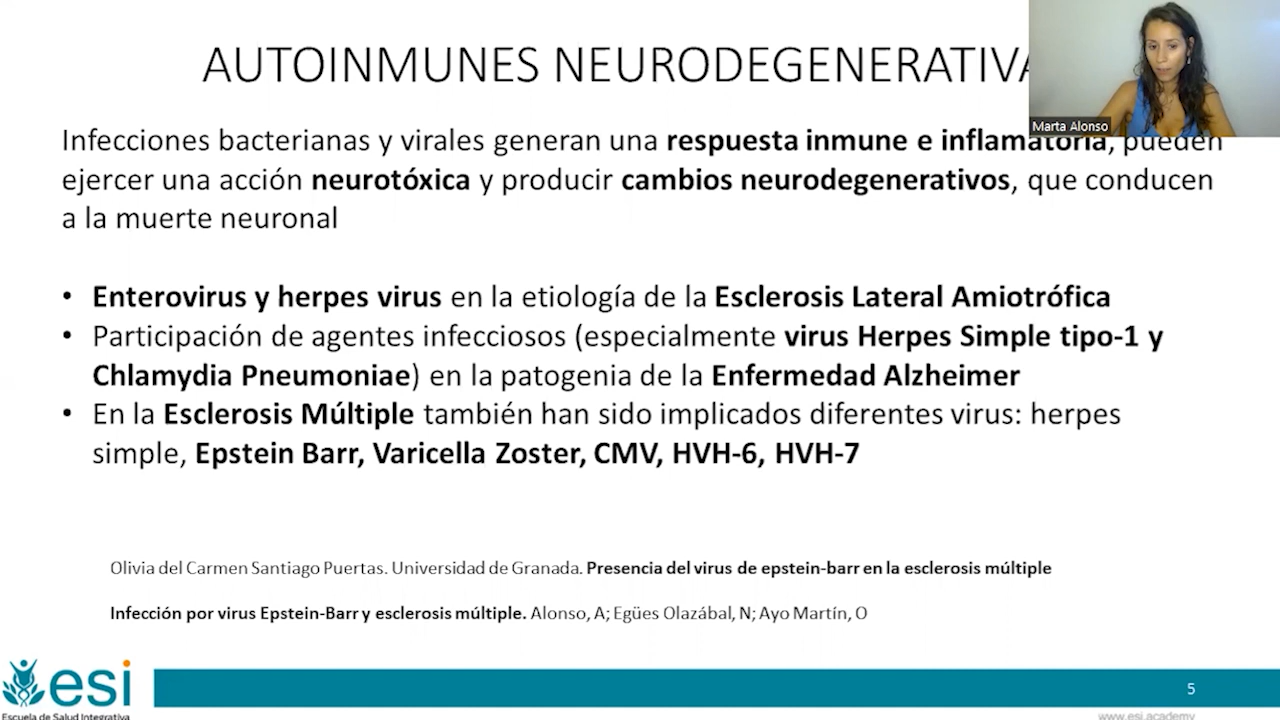 AUTOINMUNES NEURODEGENERATIVA
Marta Alonso
Infecciones bacterianas y virales generan una respuesta inmune e inflamatoria, pueden
ejercer una acción neurotóxica y producir cambios neurodegenerativos, que conducen
a la muerte neuronal
• Enterovirus y herpes virus en la etiología de la Esclerosis Lateral Amiotrófica
• Participación de agentes infecciosos (especialmente virus Herpes Simple tipo-1 y
Chlamydia Pneumoniae) en la patogenia de la Enfermedad Alzheimer
• En la Esclerosis Múltiple también han sido implicados diferentes virus: herpes
simple, Epstein Barr, Varicella Zoster, CMV, HVH-6, HVH-7
Olivia del Carmen Santiago Puertas. Universidad de Granada. Presencia del virus de epstein-barr en la esclerosis múltiple
Infección por virus Epstein-Barr y esclerosis múltiple. Alonso, A; Egües Olazábal, N; Ayo Martín, O
esi
Escuela de Salud Integrativa
5
www.esi.academy